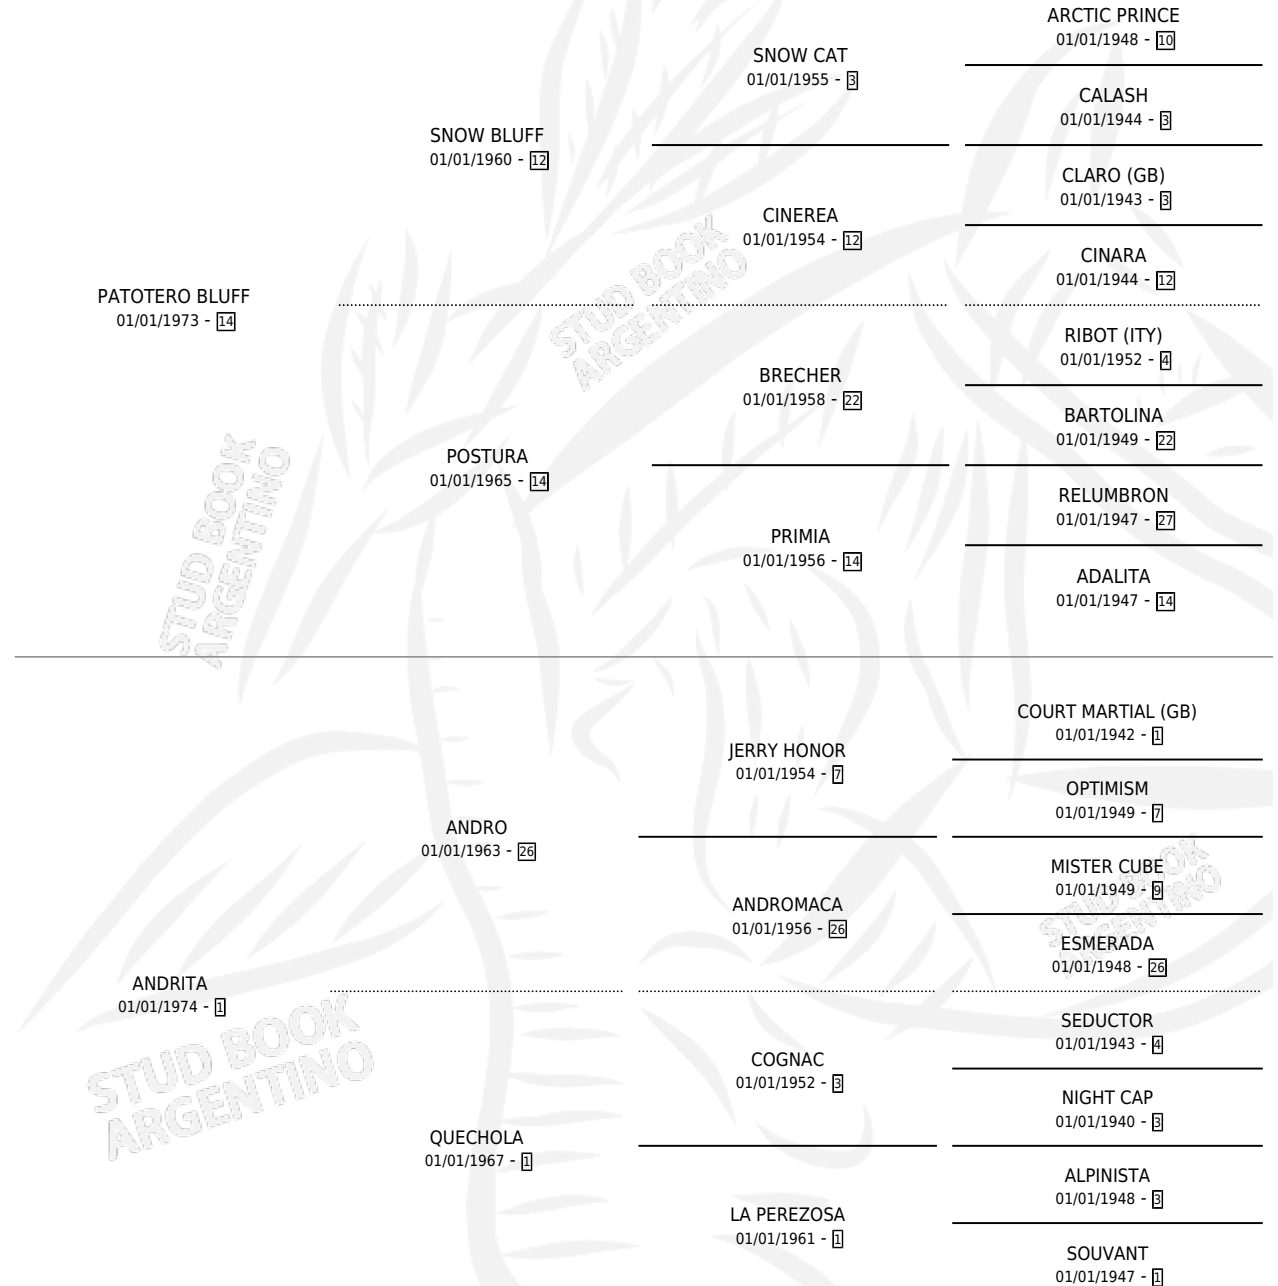 ARCTIC PRINCE
01/01/1948 - 10
SNOW CAT
01/01/1955 - 3
CALASH
01/01/1944 - 3
SNOW BLUFF
01/01/1960 - 12
CLARO (GB)
01/01/1943 - 3
CINEREA
01/01/1954 - 12
CINARA
01/01/1944 - 12
PATOTERO BLUFF
01/01/1973 - 14
STUD BOOK
ARGENTINO
RIBOT (ITY)
01/01/1952 - 4
BRECHER
01/01/1958 - 22
BARTOLINA
01/01/1949 - 22
POSTURA
01/01/1965 - 14
RELUMBRON
01/01/1947 - 27
PRIMIA
01/01/1956 - 14
ADALITA
01/01/1947 - 14
STUD BOOK
ARGENTINO
COURT MARTIAL (GB)
01/01/1942 - 1
JERRY HONOR
01/01/1954 - 7
OPTIMISM
01/01/1949 - 7
ANDRO
01/01/1963 - 26
MISTER CUBE
01/01/1949 - 9
ANDROMACA
01/01/1956 - 26
STUD BOOK
ARGENTINO
ESMERADA
01/01/1948 - 26
ANDRITA
01/01/1974 - 1
SEDUCTOR
01/01/1943 - 4
COGNAC
01/01/1952 - 3
STUD BOOK
ARGENTINO
NIGHT CAP
01/01/1940 - 3
QUECHOLA
01/01/1967 - 1
ALPINISTA
01/01/1948 - 3
LA PEREZOSA
01/01/1961 - 1
SOUVANT
01/01/1947 - 1